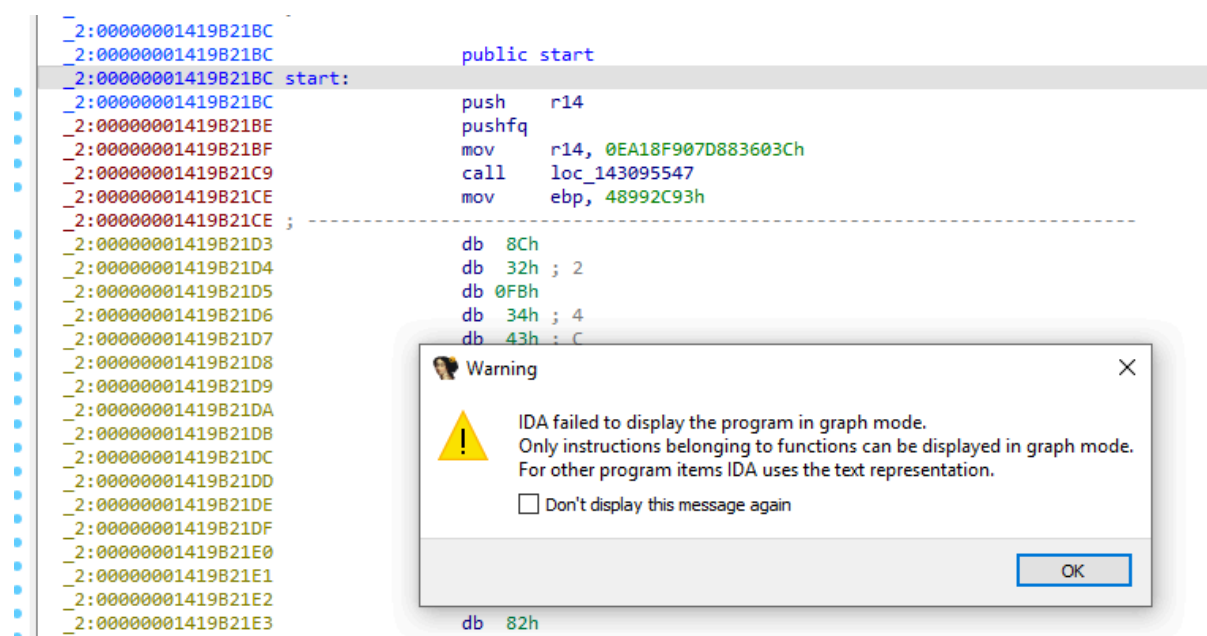 _2:00000001419B21BC
_2:00000001419B21BC public start
_2:00000001419B21BC start:
_2:00000001419B21BC push r14
_2:00000001419B21BE pushfq
_2:00000001419B21BF mov r14, 0EA18F907D883603Ch
_2:00000001419B21C9 call loc_143095547
_2:00000001419B21CE mov ebp, 48992C93h
_2:00000001419B21CE ; ---------------------------------------------------------------------------
_2:00000001419B21D3 db 8Ch
_2:00000001419B21D4 db 32h ; 2
_2:00000001419B21D5 db 0FBh
_2:00000001419B21D6 db 34h ; 4
_2:00000001419B21D7 db 43h ; C
_2:00000001419B21D8
_2:00000001419B21D9
_2:00000001419B21DA
_2:00000001419B21DB
_2:00000001419B21DC
_2:00000001419B21DD
_2:00000001419B21DE
_2:00000001419B21DF
_2:00000001419B21E0
_2:00000001419B21E1
_2:00000001419B21E2
_2:00000001419B21E3 db 82h
Warning
IDA failed to display the program in graph mode.
Only instructions belonging to functions can be displayed in graph mode.
For other program items IDA uses the text representation.
Don't display this message again
OK